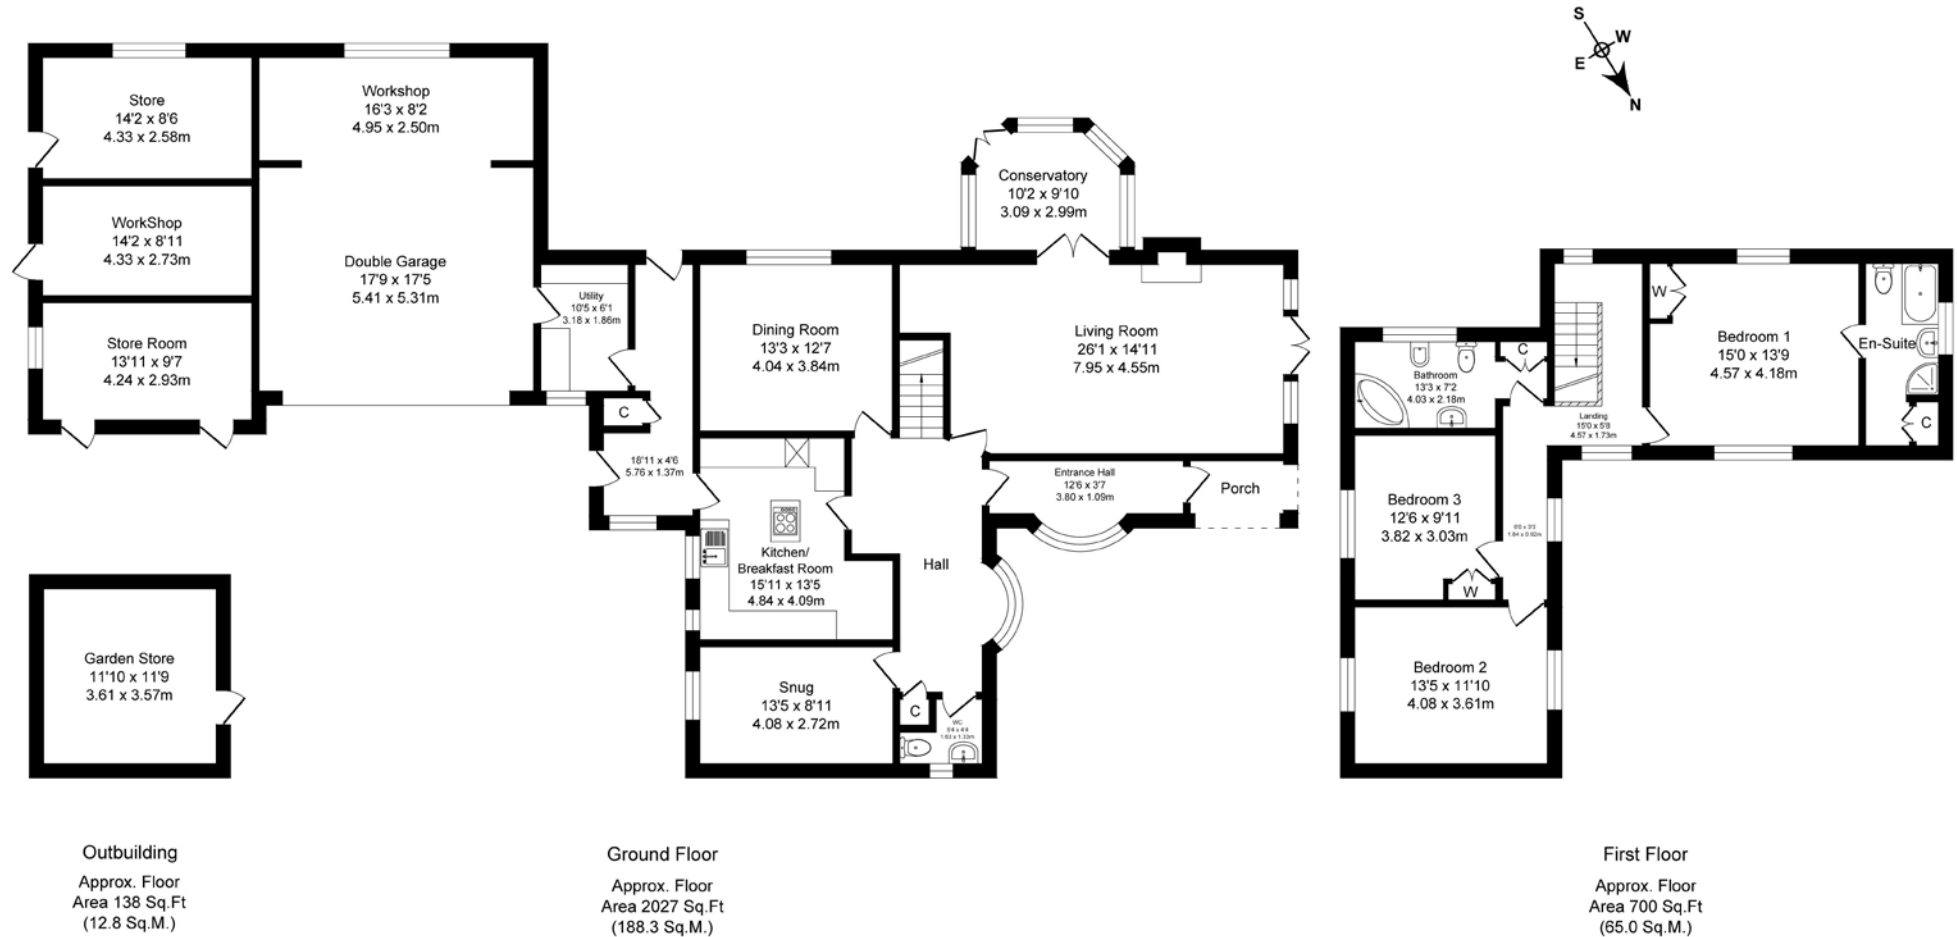 S
W
E
N
Store
14'2 x 8'6
4.33 x 2.58m
Workshop
16'3 x 8'2
4.95 x 2.50m
WorkShop
14'2 x 8'11
4.33 x 2.73m
Double Garage
17'9 x 17'5
5.41 x 5.31m
Store Room
13'11 x 9'7
4.24 x 2.93m
Utility
10'5 x 6'1
3.18 x 1.86m
C
18'11 x 4'6
5.76 x 1.37m
Dining Room
13'3 x 12'7
4.04 x 3.84m
Conservatory
10'2 x 9'10
3.09 x 2.99m
Living Room
26'1 x 14'11
7.95 x 4.55m
Entrance Hall
12'6 x 3'7
3.80 x 1.09m
Porch
Kitchen/
Breakfast Room
15'11 x 13'5
4.84 x 4.09m
Hall
Snug
13'5 x 8'11
4.08 x 2.72m
C
WC
5'4 x 4'4
1.63 x 1.33m
Garden Store
11'10 x 11'9
3.61 x 3.57m
W
Bedroom 1
15'0 x 13'9
4.57 x 4.18m
En-Suite
C
C
Bathroom
13'3 x 7'2
4.03 x 2.18m
Landing
15'0 x 5'8
4.57 x 1.73m
Bedroom 3
12'6 x 9'11
3.82 x 3.03m
W
Bedroom 2
13'5 x 11'10
4.08 x 3.61m
Outbuilding
Approx. Floor
Area 138 Sq.Ft
(12.8 Sq.M.)
Ground Floor
Approx. Floor
Area 2027 Sq.Ft
(188.3 Sq.M.)
First Floor
Approx. Floor
Area 700 Sq.Ft
(65.0 Sq.M.)